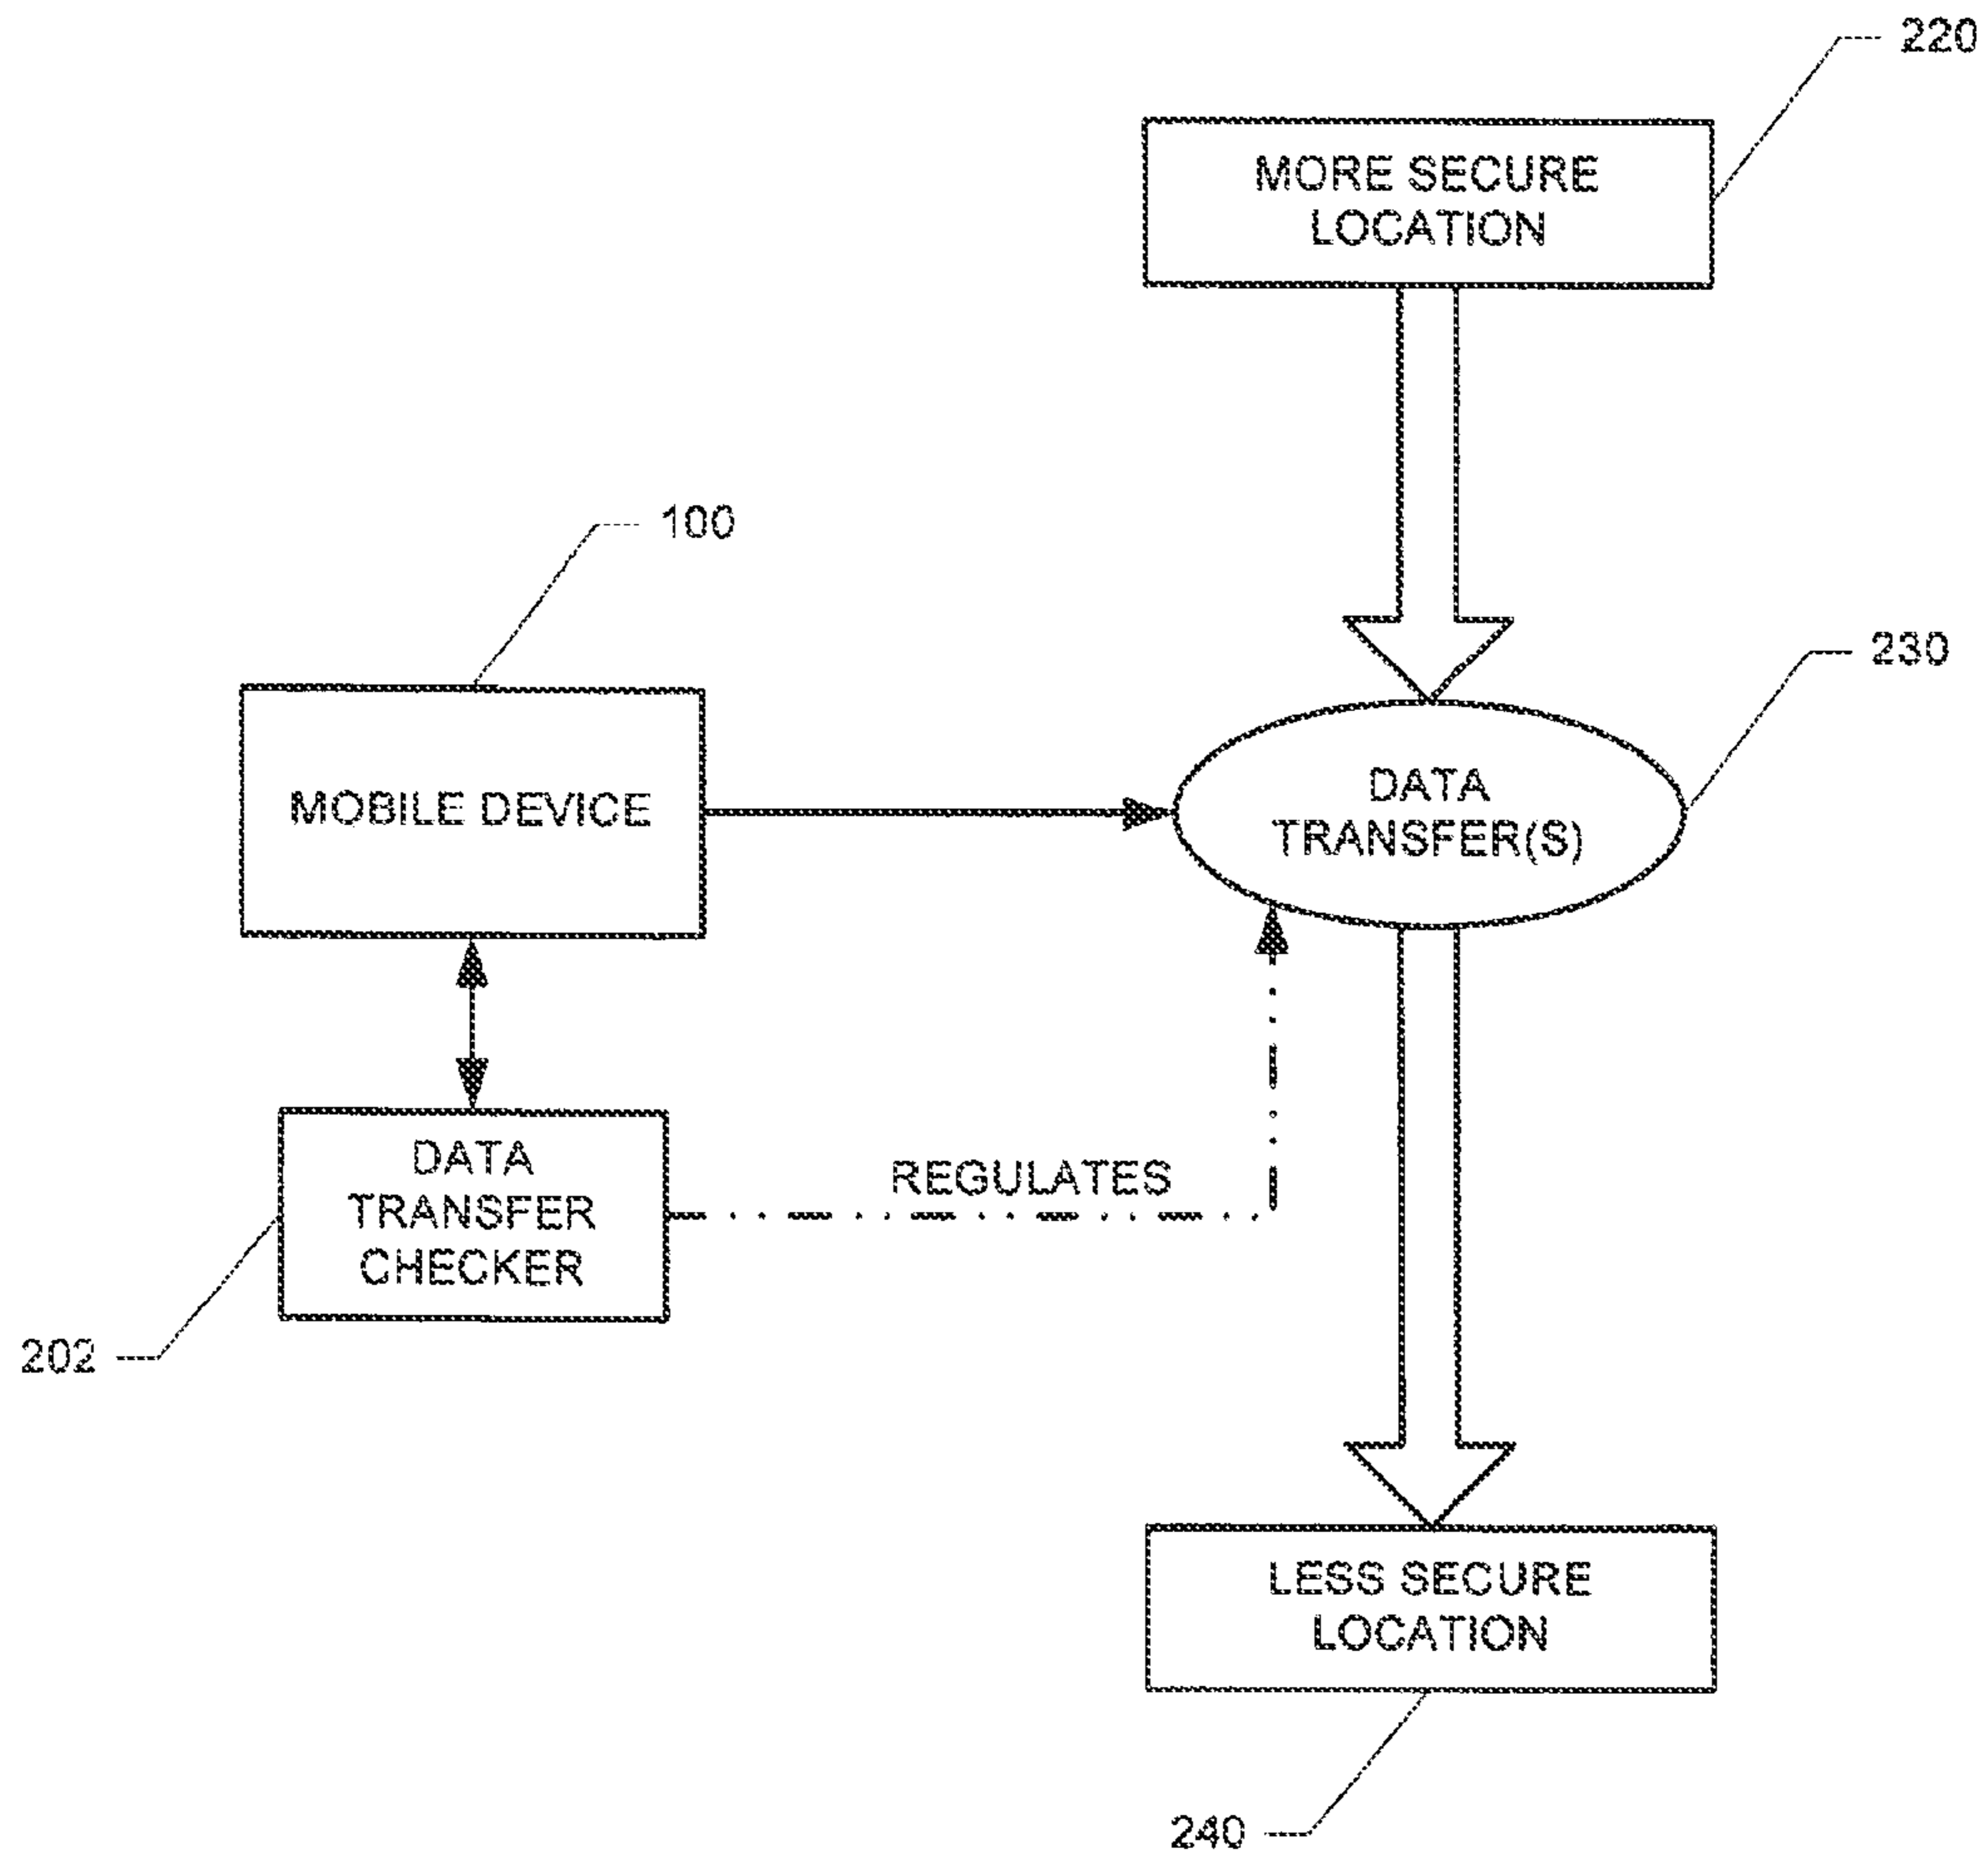 220
MORE SECURE
LOCATION
100
230
MOBILE DEVICE
DATA
TRANSFER(S)
DATA
TRANSFER
CHECKER
REGULATES
202
LESS SECURE
LOCATION
240